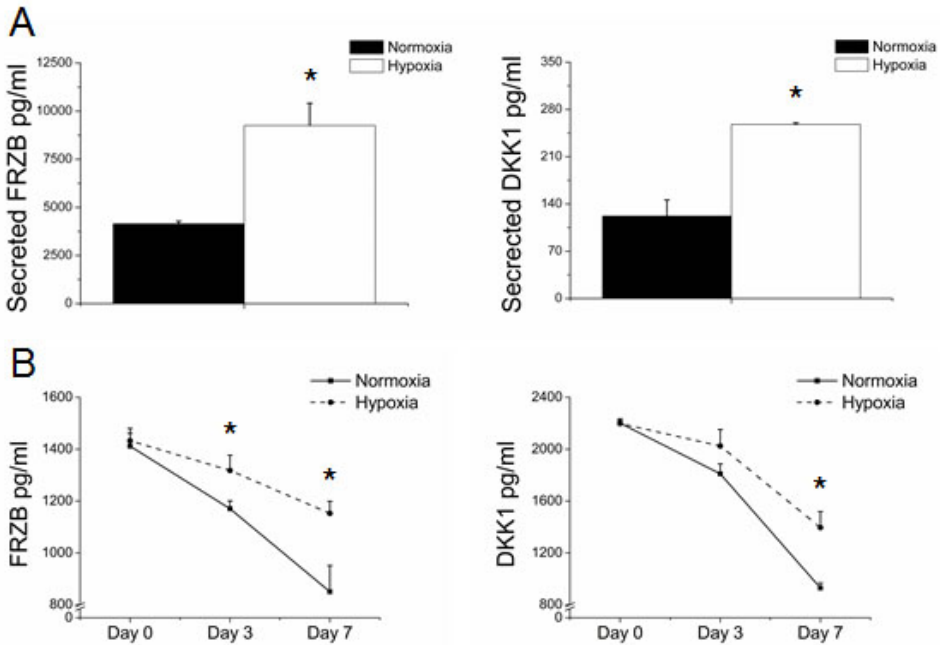 A
Normoxia
Hypoxia
12500
10000
7500
5000
2500
0
Secreted FRZB pg/ml
*
Normoxia
Hypoxia
350
280
210
140
70
0
Secrected DKK1 pg/ml
*
B
Normoxia
Hypoxia
1600
1400
1200
1000
800
0
FRZB pg/ml
*
*
Day 0 Day 3 Day 7
Normoxia
Hypoxia
2400
2000
1600
1200
800
0
DKK1 pg/ml
*
Day 0 Day 3 Day 7